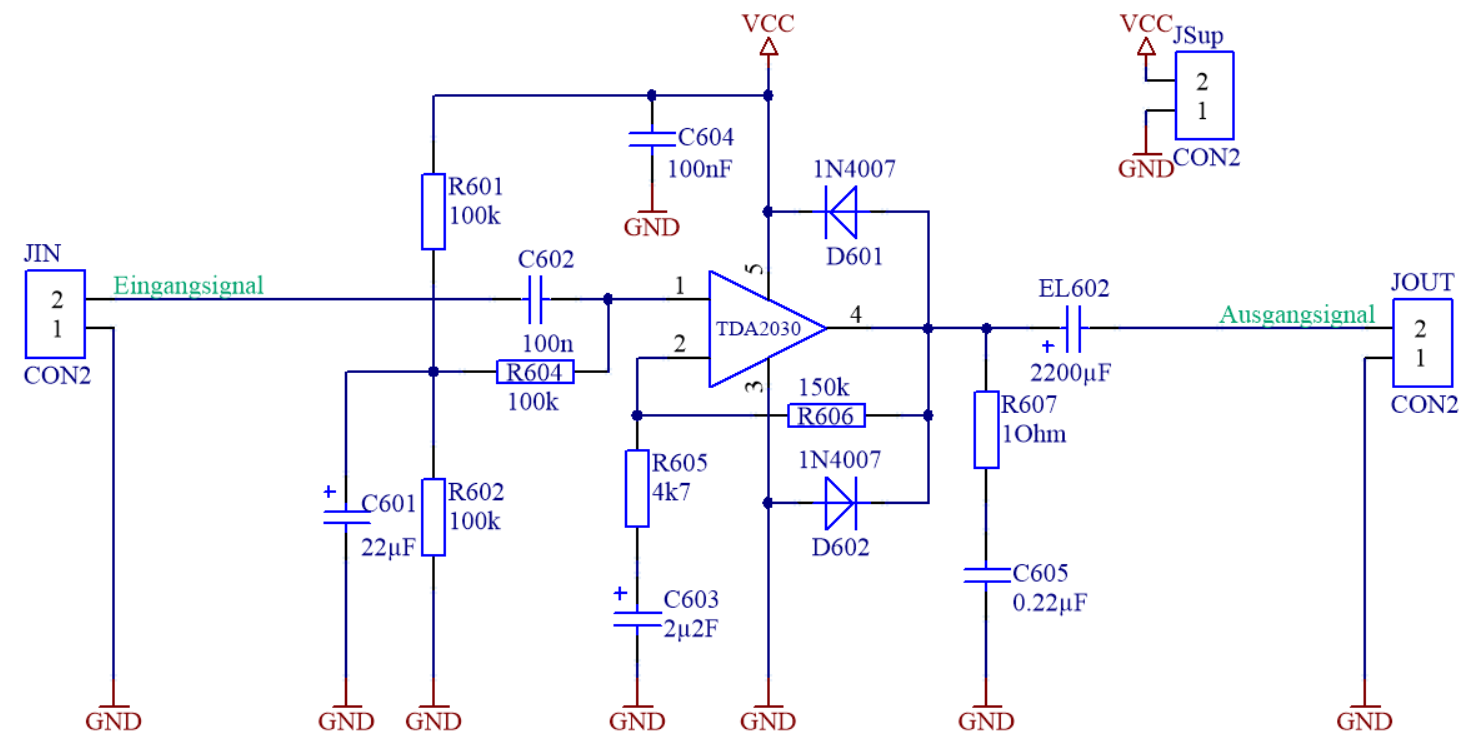 VCC
VCC
JSup
2
1
GND
CON2
C604
100nF
GND
R601
100k
1N4007
D601
JIN
2
1
CON2
Eingangsignal
C602
100n
R604
100k
1
2
5
3
4
TDA2030
EL602
+
2200µF
Ausgangsignal
JOUT
2
1
CON2
150k
R606
R607
1Ohm
1N4007
D602
R605
4k7
+
C601
22µF
R602
100k
+
C603
2µ2F
C605
0.22µF
GND
GND
GND
GND
GND
GND
GND